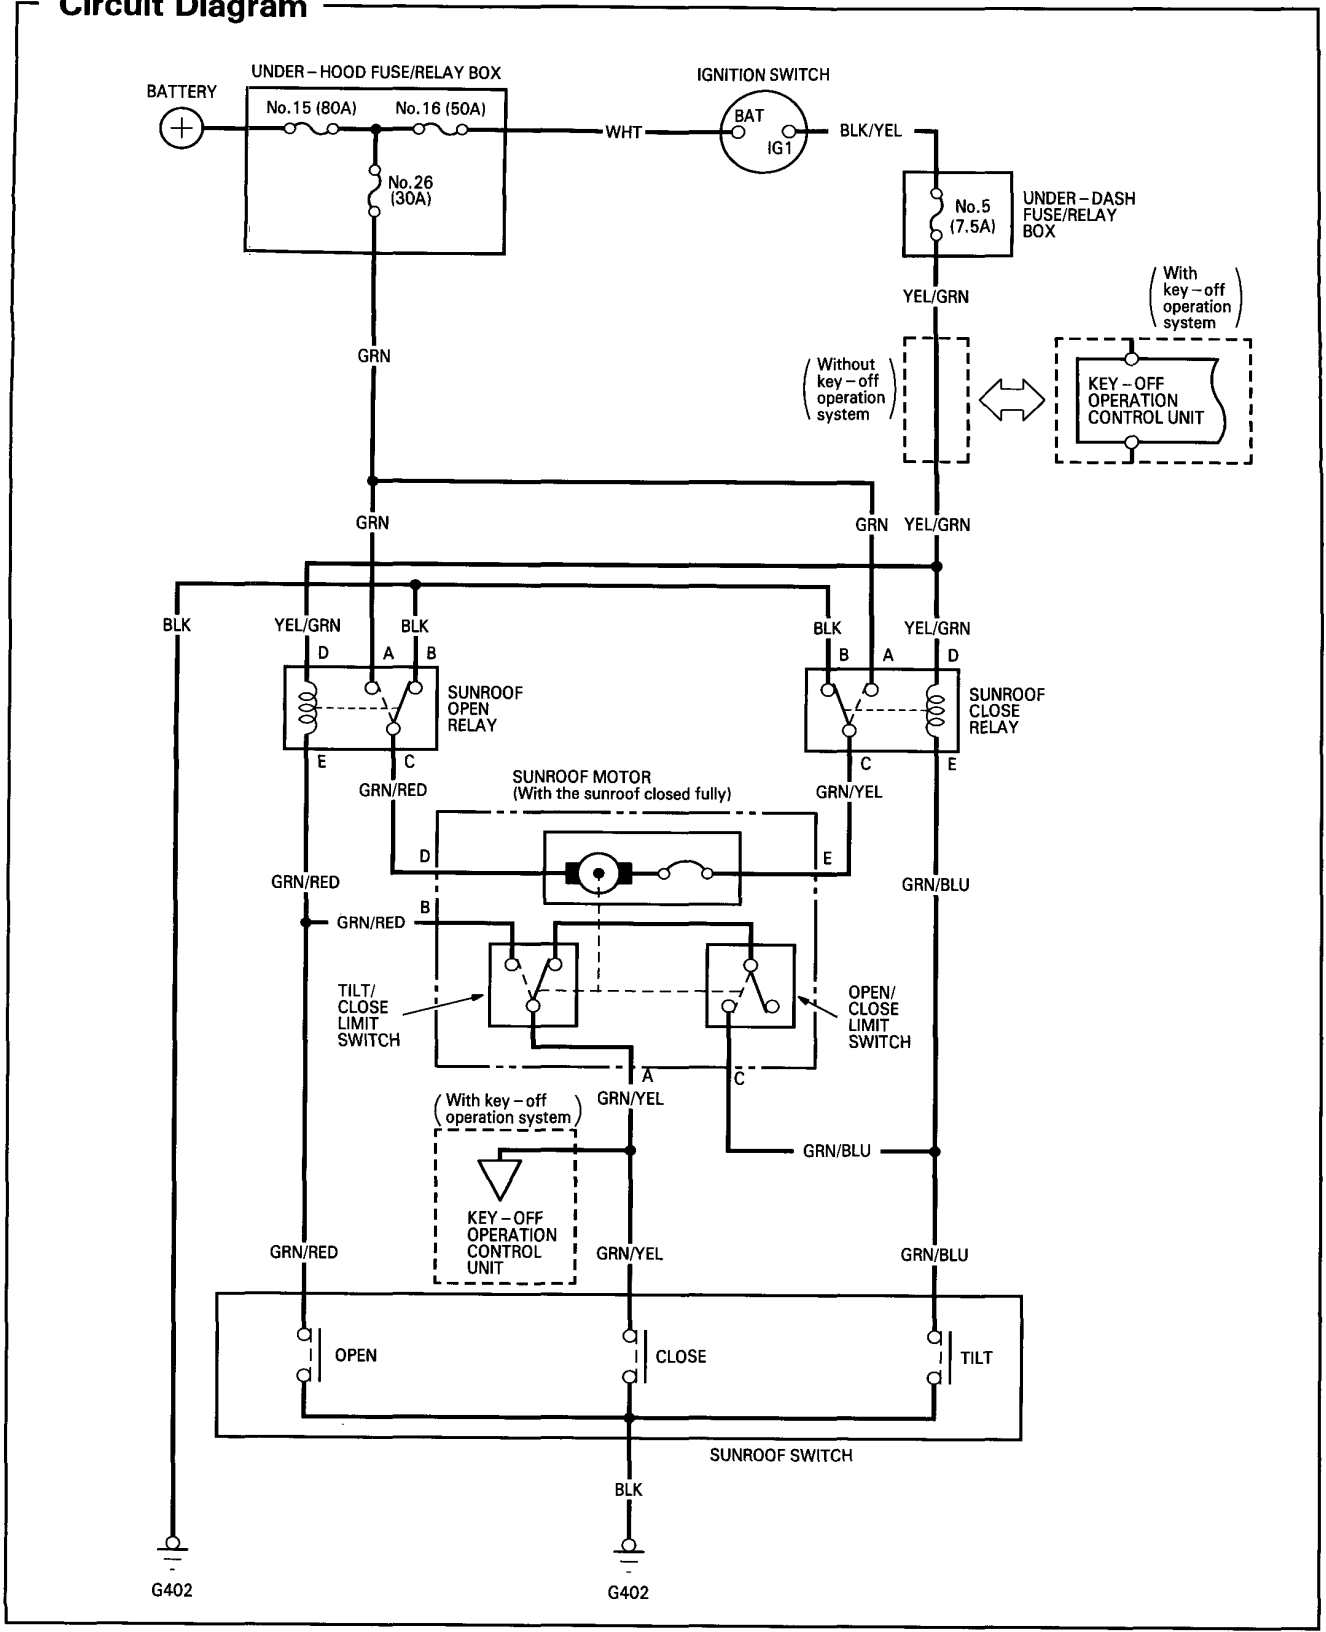 Circuit Diagram
UNDER-HOOD FUSE/RELAY BOX
IGNITION SWITCH
BATTERY
No.15 (80A)
No.16 (50A)
+
WHT
BAT
IG1
BLK/YEL
No.26
(30A)
No.5
(7.5A)
UNDER-DASH
FUSE/RELAY
BOX
YEL/GRN
(With
key-off
operation
system)
GRN
(Without
key-off
operation
system)
KEY-OFF
OPERATION
CONTROL UNIT
GRN
GRN
YEL/GRN
BLK
YEL/GRN
BLK
BLK
YEL/GRN
D
A
B
B
A
D
SUNROOF
OPEN
RELAY
SUNROOF
CLOSE
RELAY
E
C
C
E
GRN/RED
SUNROOF MOTOR
(With the sunroof closed fully)
GRN/YEL
D
E
GRN/RED
GRN/BLU
B
GRN/RED
TILT/
CLOSE
LIMIT
SWITCH
OPEN/
CLOSE
LIMIT
SWITCH
A
C
(With key-off
operation system)
GRN/YEL
GRN/BLU
KEY-OFF
OPERATION
CONTROL
UNIT
GRN/RED
GRN/YEL
GRN/BLU
OPEN
CLOSE
TILT
SUNROOF SWITCH
BLK
G402
G402